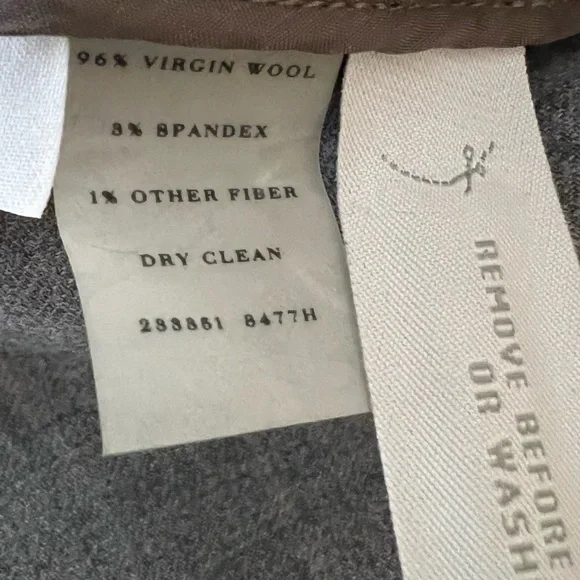 96% VIRGIN WOOL
3% SPANDEX
1% OTHER FIBER
DRY CLEAN
283861 8477H
REMOVE BEFORE
OR WASH